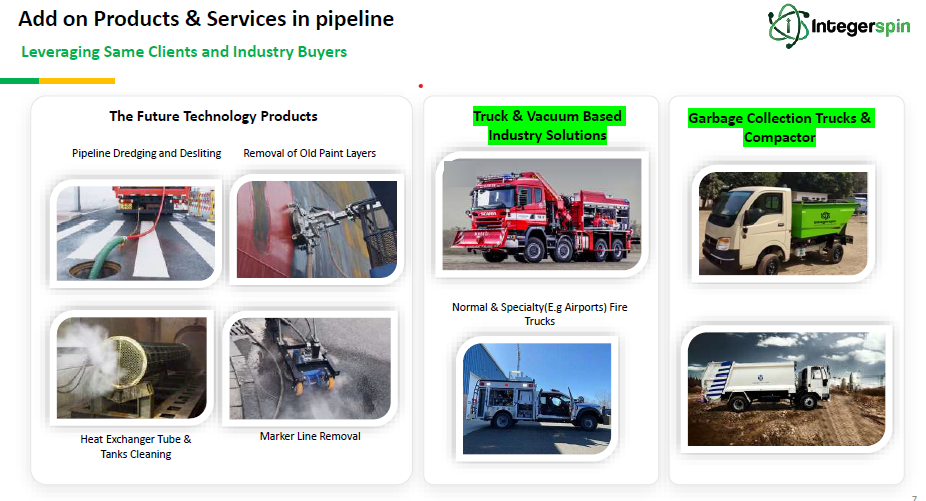 Add on Products & Services in pipeline
Integerspin
Leveraging Same Clients and Industry Buyers
The Future Technology Products
Pipeline Dredging and Desliting
Removal of Old Paint Layers
Heat Exchanger Tube &
Tanks Cleaning
Marker Line Removal
Truck & Vacuum Based
Industry Solutions
SCANIA
Normal & Specialty(E.g Airports) Fire
Trucks
Garbage Collection Trucks &
Compactor
7